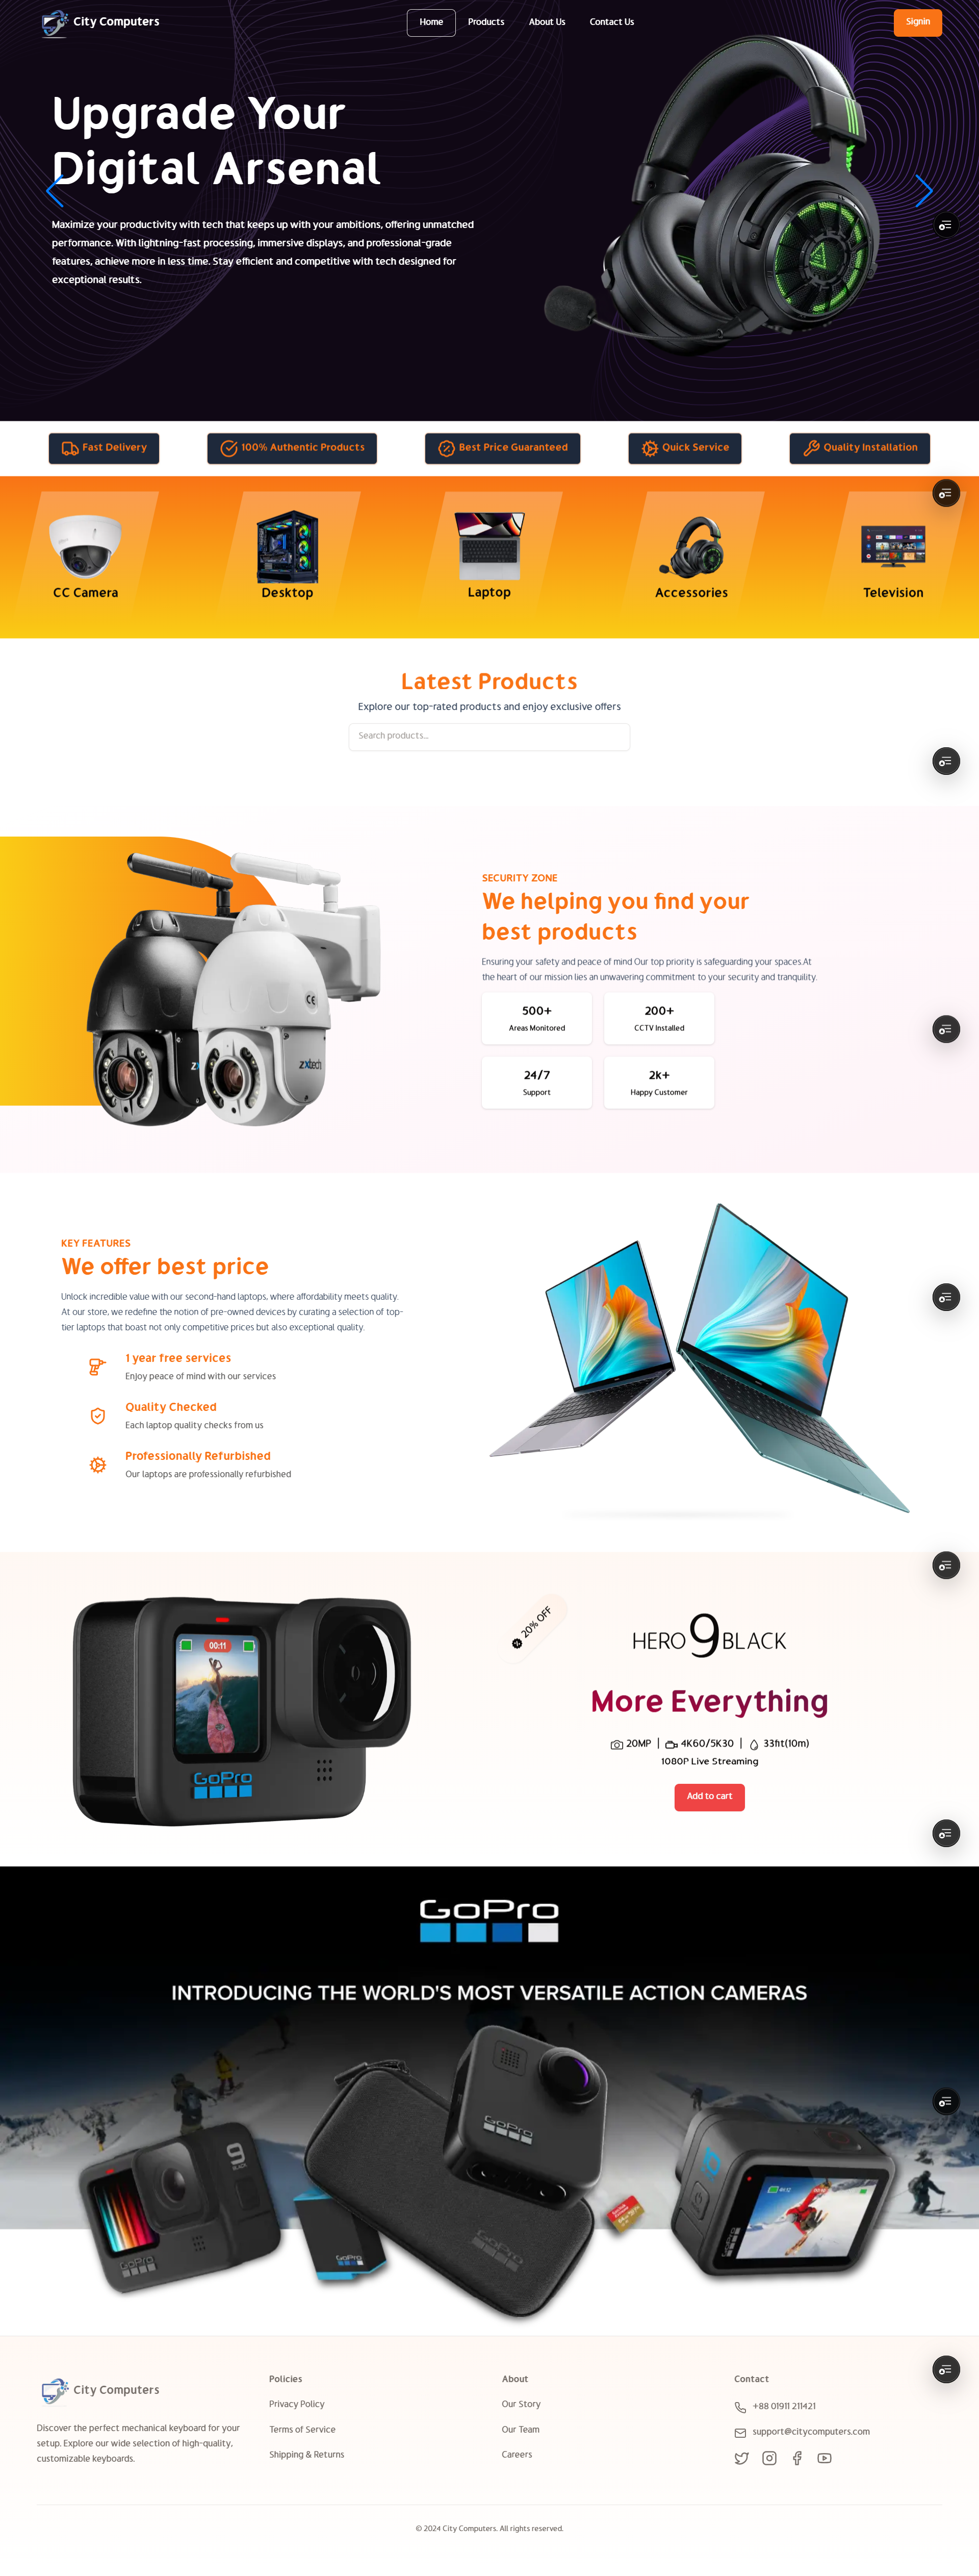 City Computers
Home
Products
About Us
Contact Us
Signin
Upgrade Your
Digital Arsenal
Maximize your productivity with tech that keeps up with your ambitions, offering unmatched
performance. With lightning-fast processing, immersive displays, and professional-grade
features, achieve more in less time. Stay efficient and competitive with tech designed for
exceptional results.
Fast Delivery
100% Authentic Products
Best Price Guaranteed
Quick Service
Quality Installation
CC Camera
Desktop
Laptop
Accessories
Television
Latest Products
Explore our top-rated products and enjoy exclusive offers
Search products...
SECURITY ZONE
We helping you find your
best products
Ensuring your safety and peace of mind Our top priority is safeguarding your spaces.At
the heart of our mission lies an unwavering commitment to your security and tranquility.
500+
Areas Monitored
200+
CCTV Installed
24/7
Support
2k+
Happy Customer
CE
zxtech
KEY FEATURES
We offer best price
Unlock incredible value with our second-hand laptops, where affordability meets quality.
At our store, we redefine the notion of pre-owned devices by curating a selection of top-
tier laptops that boast not only competitive prices but also exceptional quality.
1 year free services
Enjoy peace of mind with our services
Quality Checked
Each laptop quality checks from us
Professionally Refurbished
Our laptops are professionally refurbished
00:11
GoPro
20% OFF
HERO9BLACK
More Everything
20MP | 4K60/5K30 | 33fit(10m)
1080P Live Streaming
Add to cart
GoPro
INTRODUCING THE WORLD'S MOST VERSATILE ACTION CAMERAS
9
BLACK
GoPro
GoPro
GoPro
GoPro
GoPro
City Computers
Discover the perfect mechanical keyboard for your
setup. Explore our wide selection of high-quality,
customizable keyboards.
Policies
Privacy Policy
Terms of Service
Shipping & Returns
About
Our Story
Our Team
Careers
Contact
+88 01911 211421
support@citycomputers.com
© 2024 City Computers. All rights reserved.